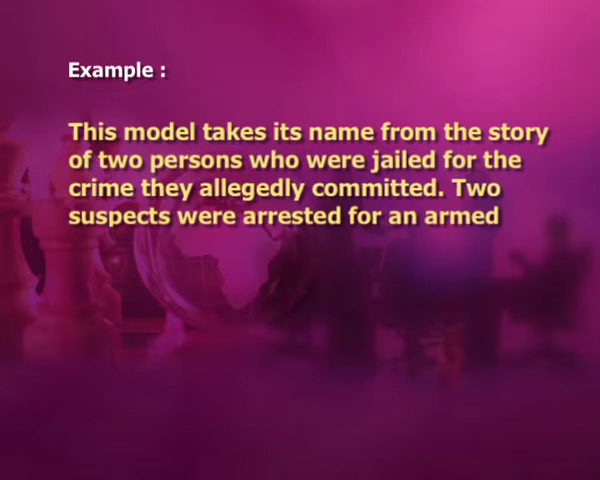 Example :
This model takes its name from the story
of two persons who were jailed for the
crime they allegedly committed. Two
suspects were arrested for an armed